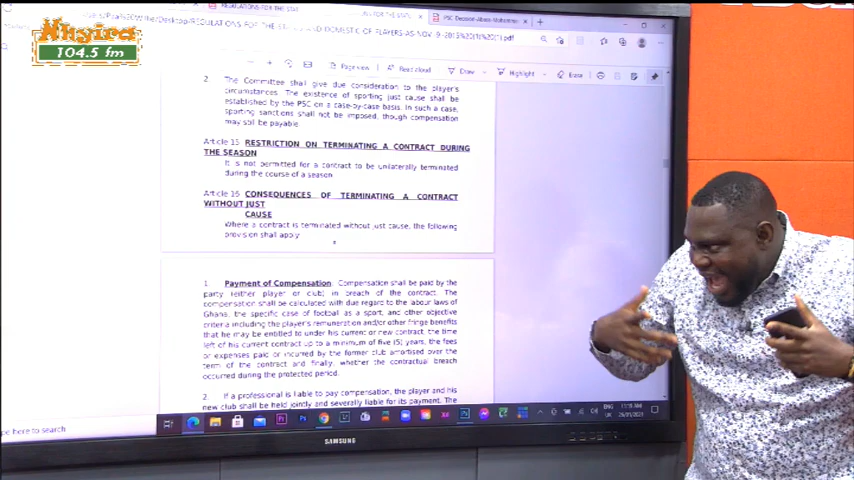 Nhyira
104.5 fm
REGULATIONS FOR THE STAT
PSC Decision-Abass Mohammed
Page view
Read aloud
Draw
Highlight
Erase
2. The Committee shall give due consideration to the player's
circumstances. The existence of sporting just cause shall be
established by the PSC on a case-by-case basis. In such a case,
sporting sanctions shall not be imposed, though compensation
may still be payable
Article 15 RESTRICTION ON TERMINATING A CONTRACT DURING
THE SEASON
It is not permitted for a contract to be unilaterally terminated
during the course of a season
Article 16 CONSEQUENCES OF TERMINATING A CONTRACT
WITHOUT JUST
CAUSE
Where a contract is terminated without just cause, the following
provision shall apply
1. Payment of Compensation: Compensation shall be paid by the
party (either player or club) in breach of the contract. The
compensation shall be calculated with due regard to the labour laws of
Ghana, the specific case of football as a sport, and other objective
criteria including the player's remuneration and/or other fringe benefits
that he may be entitled to under his current or new contract, the time
left of his current contract up to a minimum of five (5) years, the fees
or expenses paid or incurred by the former club amortised over the
term of the contract and finally, whether the contractual breach
occurred during the protected period.
2. If a professional is liable to pay compensation, the player and his
new club shall be held jointly and severally liable for its payment. The
pe here to search
ENG
UK
SAMSUNG